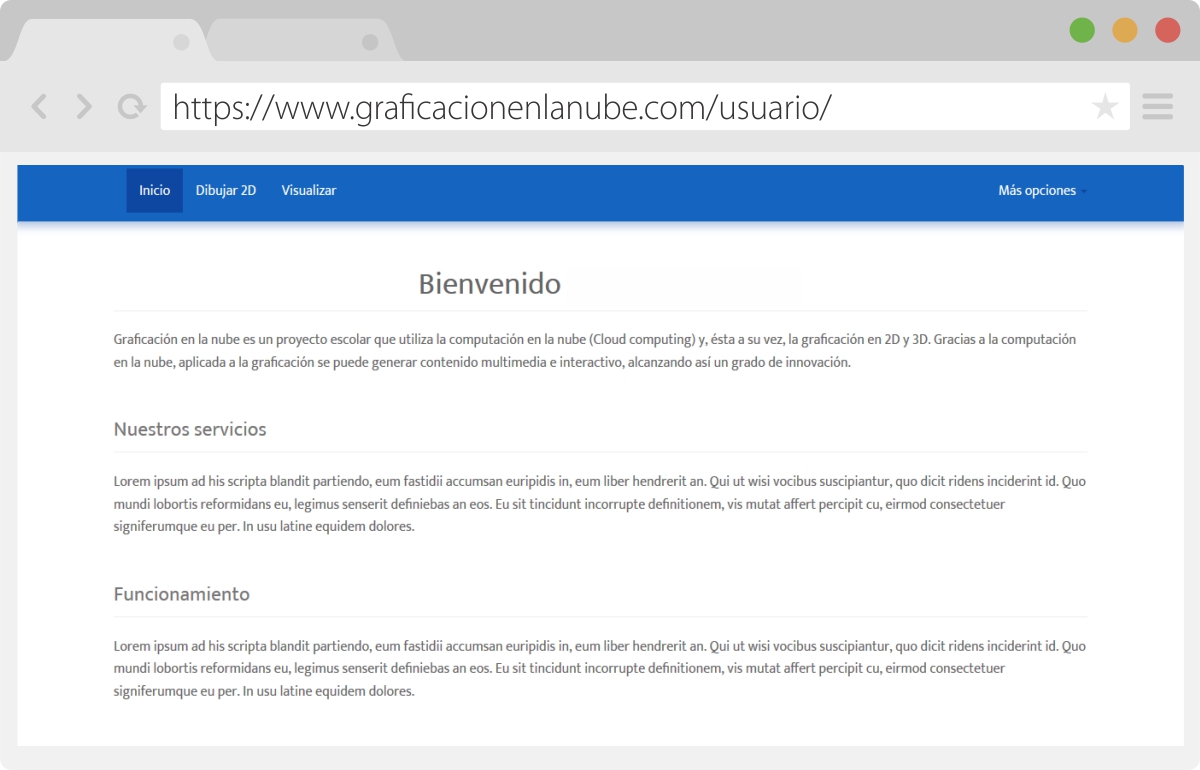 https://www.graficacionenlanube.com/usuario/
Inicio Dibujar 2D Visualizar Más opciones
Bienvenido
Graficación en la nube es un proyecto escolar que utiliza la computación en la nube (Cloud computing) y, ésta a su vez, la graficación en 2D y 3D. Gracias a la computación
en la nube, aplicada a la graficación se puede generar contenido multimedia e interactivo, alcanzando así un grado de innovación.
Nuestros servicios
Lorem ipsum ad his scripta blandit partiendo, eum fastidii accumsan euripidis in, eum liber hendrerit an. Qui ut wisi vocibus suscipiantur, quo dicit ridens inciderint id. Quo
mundi lobortis reformidans eu, legimus senserit definiebas an eos. Eu sit tincidunt incorrupte definitionem, vis mutat affert percipit cu, eirmod consectetuer
signiferumque eu per. In usu latine equidem dolores.
Funcionamiento
Lorem ipsum ad his scripta blandit partiendo, eum fastidii accumsan euripidis in, eum liber hendrerit an. Qui ut wisi vocibus suscipiantur, quo dicit ridens inciderint id. Quo
mundi lobortis reformidans eu, legimus senserit definiebas an eos. Eu sit tincidunt incorrupte definitionem, vis mutat affert percipit cu, eirmod consectetuer
signiferumque eu per. In usu latine equidem dolores.